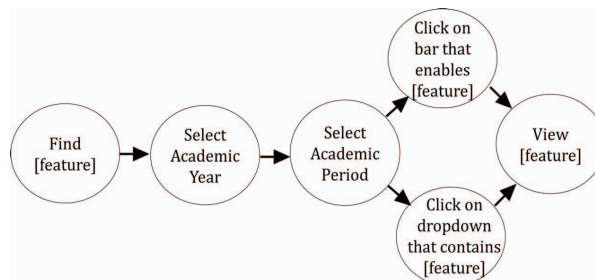 Find
[feature]
Select
Academic
Year
Select
Academic
Period
Click on
bar that
enables
[feature]
Click on
dropdown
that contains
[feature]
View
[feature]